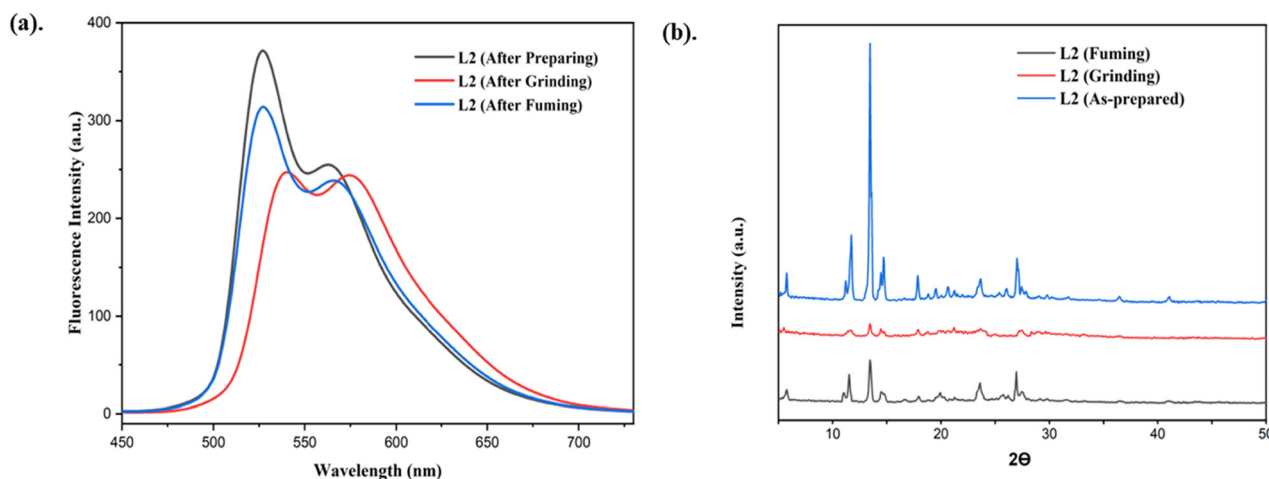 (a).
400
300
200
100
0
Fluorescence Intensity (a.u.)
L2 (After Preparing)
L2 (After Grinding)
L2 (After Fuming)
450 500 550 600 650 700
Wavelength (nm)
(b).
Intensity (a.u.)
L2 (Fuming)
L2 (Grinding)
L2 (As-prepared)
10 20 30 40 50
2Θ